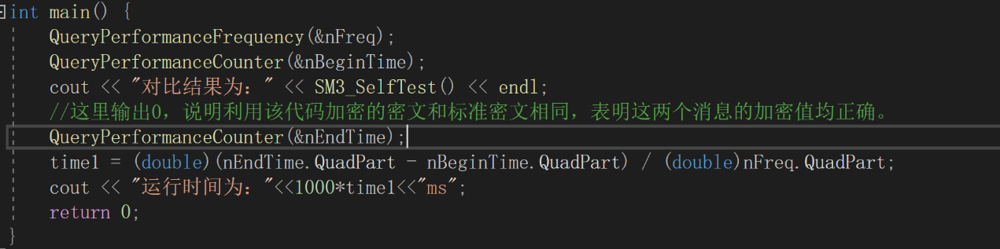 int main() {
QueryPerformanceFrequency(&nFreq);
QueryPerformanceCounter(&nBeginTime);
cout << "对比结果为：" << SM3_SelfTest() << endl;
//这里输出0，说明利用该代码加密的密文和标准密文相同，表明这两个消息的加密值均正确。
QueryPerformanceCounter(&nEndTime);
time1 = (double)(nEndTime.QuadPart - nBeginTime.QuadPart) / (double)nFreq.QuadPart;
cout << "运行时间为："<<1000*time1<<"ms";
return 0;
}